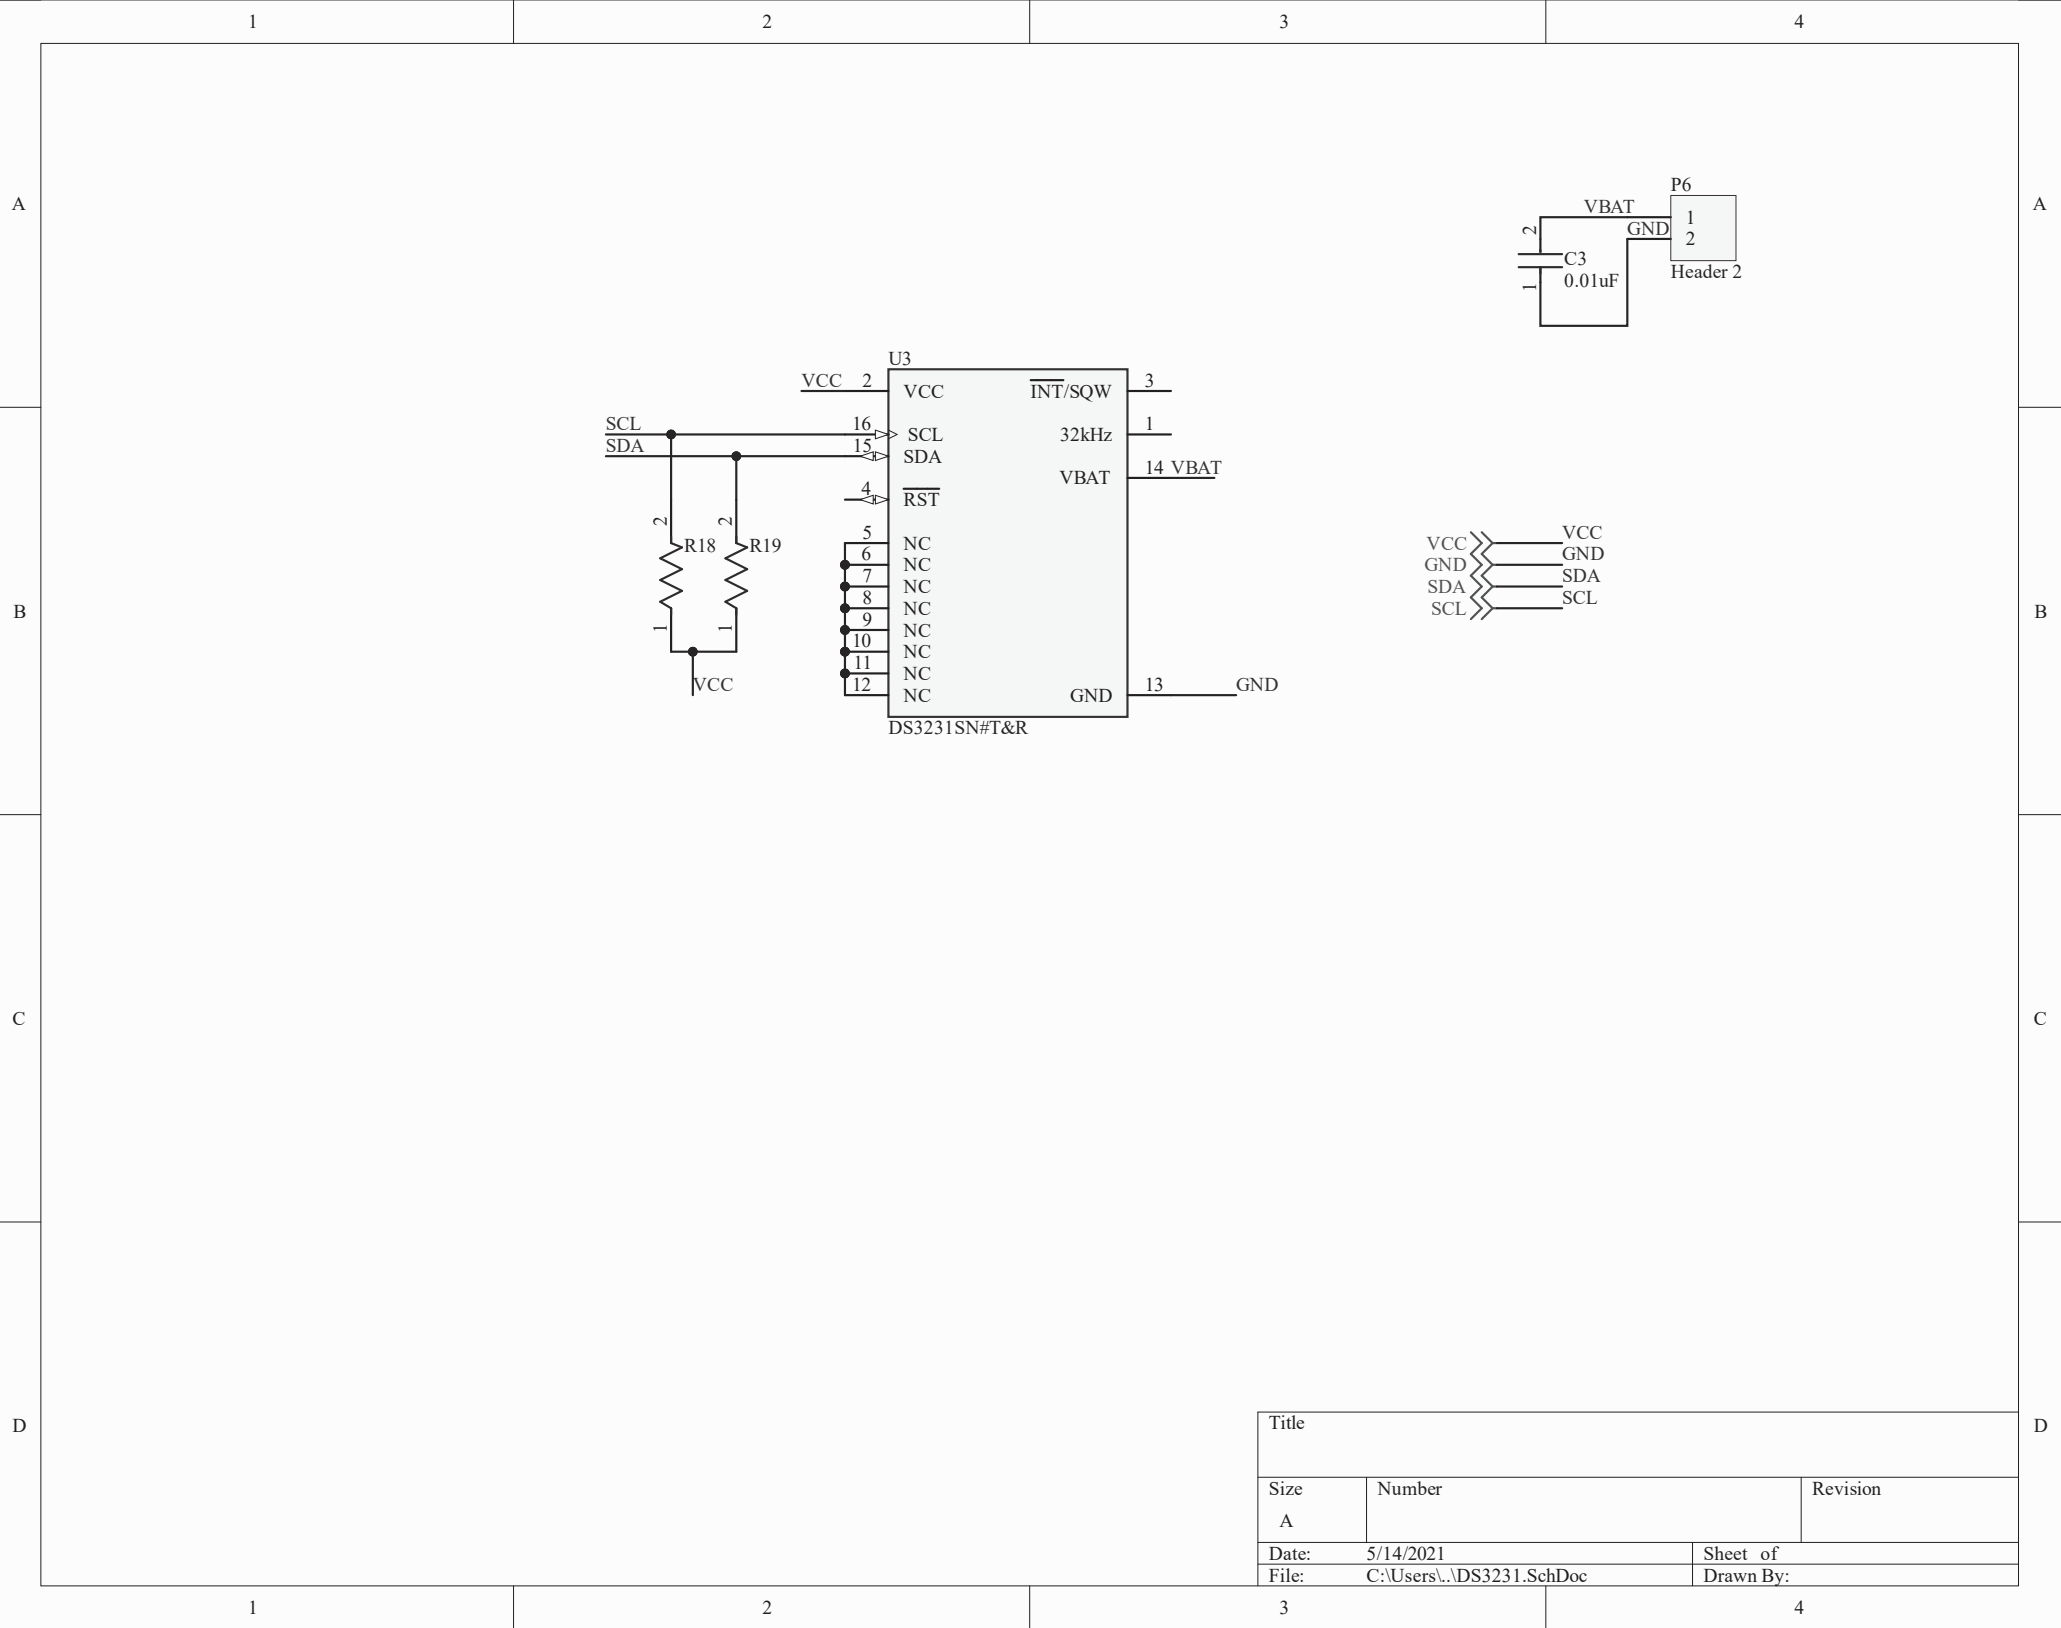 1 2 3 4
A A
P6
VBAT 1
GND 2
2
C3
0.01uF
1
Header 2
U3
VCC 2 VCC INT/SQW 3
SCL 16 SCL 32kHz 1
SDA 15 SDA
VBAT 14 VBAT
4 RST
2 2
R18 R19
1 1
VCC
5 NC
6 NC
7 NC
8 NC
9 NC
10 NC
11 NC
12 NC GND 13 GND
DS3231SN#T&R
VCC VCC
GND GND
SDA SDA
SCL SCL
B B
C C
D D
Title
Size Number Revision
A
Date: 5/14/2021 Sheet of
File: C:\Users\..\DS3231.SchDoc Drawn By:
1 2 3 4